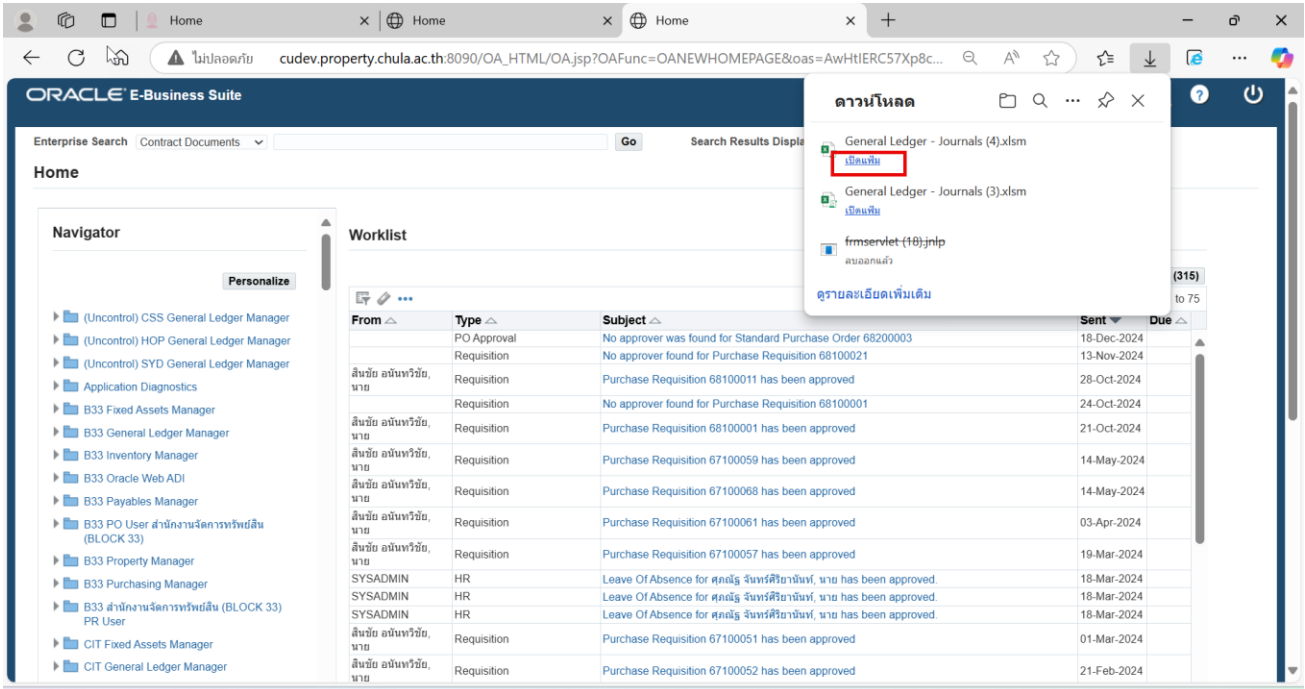 Home
Home
Home
ไม่ปลอดภัย cudev.property.chula.ac.th:8090/OA_HTML/OA.jsp?OAFunc=OANEWHOMEPAGE&oas=AwHtIERC57Xp8c...
ORACLE E-Business Suite
ดาวน์โหลด
General Ledger - Journals (4).xlsm
เปิดแฟ้ม
General Ledger - Journals (3).xlsm
เปิดแฟ้ม
frmservlet (18).jnlp
ลบออกแล้ว
ดูรายละเอียดเพิ่มเติม
Enterprise Search Contract Documents Go Search Results Displa
Home
Navigator
Personalize
(Uncontrol) CSS General Ledger Manager
(Uncontrol) HOP General Ledger Manager
(Uncontrol) SYD General Ledger Manager
Application Diagnostics
B33 Fixed Assets Manager
B33 General Ledger Manager
B33 Inventory Manager
B33 Oracle Web ADI
B33 Payables Manager
B33 PO User สำนักงานจัดการทรัพย์สิน
(BLOCK 33)
B33 Property Manager
B33 Purchasing Manager
B33 สำนักงานจัดการทรัพย์สิน (BLOCK 33)
PR User
CIT Fixed Assets Manager
CIT General Ledger Manager
Worklist
(315)
to 75
From Type Subject Sent Due
PO Approval No approver was found for Standard Purchase Order 68200003 18-Dec-2024
Requisition No approver found for Purchase Requisition 68100021 13-Nov-2024
สินชัย อนันทวีชัย,
นาย
Requisition Purchase Requisition 68100011 has been approved 28-Oct-2024
Requisition No approver found for Purchase Requisition 68100001 24-Oct-2024
สินชัย อนันทวีชัย,
นาย
Requisition Purchase Requisition 68100001 has been approved 21-Oct-2024
สินชัย อนันทวีชัย,
นาย
Requisition Purchase Requisition 67100059 has been approved 14-May-2024
สินชัย อนันทวีชัย,
นาย
Requisition Purchase Requisition 67100068 has been approved 14-May-2024
สินชัย อนันทวีชัย,
นาย
Requisition Purchase Requisition 67100061 has been approved 03-Apr-2024
สินชัย อนันทวีชัย,
นาย
Requisition Purchase Requisition 67100057 has been approved 19-Mar-2024
SYSADMIN HR Leave Of Absence for ศุภณัฐ จันทร์ศิริยานันท์, นาย has been approved. 18-Mar-2024
SYSADMIN HR Leave Of Absence for ศุภณัฐ จันทร์ศิริยานันท์, นาย has been approved. 18-Mar-2024
SYSADMIN HR Leave Of Absence for ศุภณัฐ จันทร์ศิริยานันท์, นาย has been approved. 18-Mar-2024
สินชัย อนันทวีชัย,
นาย
Requisition Purchase Requisition 67100051 has been approved 01-Mar-2024
สินชัย อนันทวีชัย,
นาย
Requisition Purchase Requisition 67100052 has been approved 21-Feb-2024